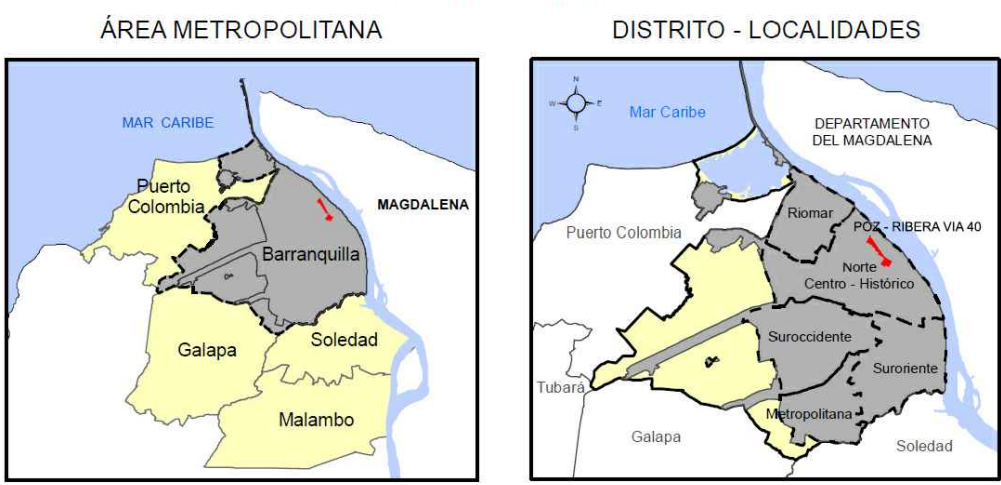 ÁREA METROPOLITANA
MAR CARIBE
Puerto
Colombia
MAGDALENA
Barranquilla
Galapa
Soledad
Malambo
DISTRITO - LOCALIDADES
N
W
E
S
Mar Caribe
DEPARTAMENTO
DEL MAGDALENA
Riomar
Puerto Colombia
POZ - RIBERA VIA 40
Norte
Centro - Histórico
Suroccidente
Suroriente
Tubará
Metropolitana
Galapa
Soledad